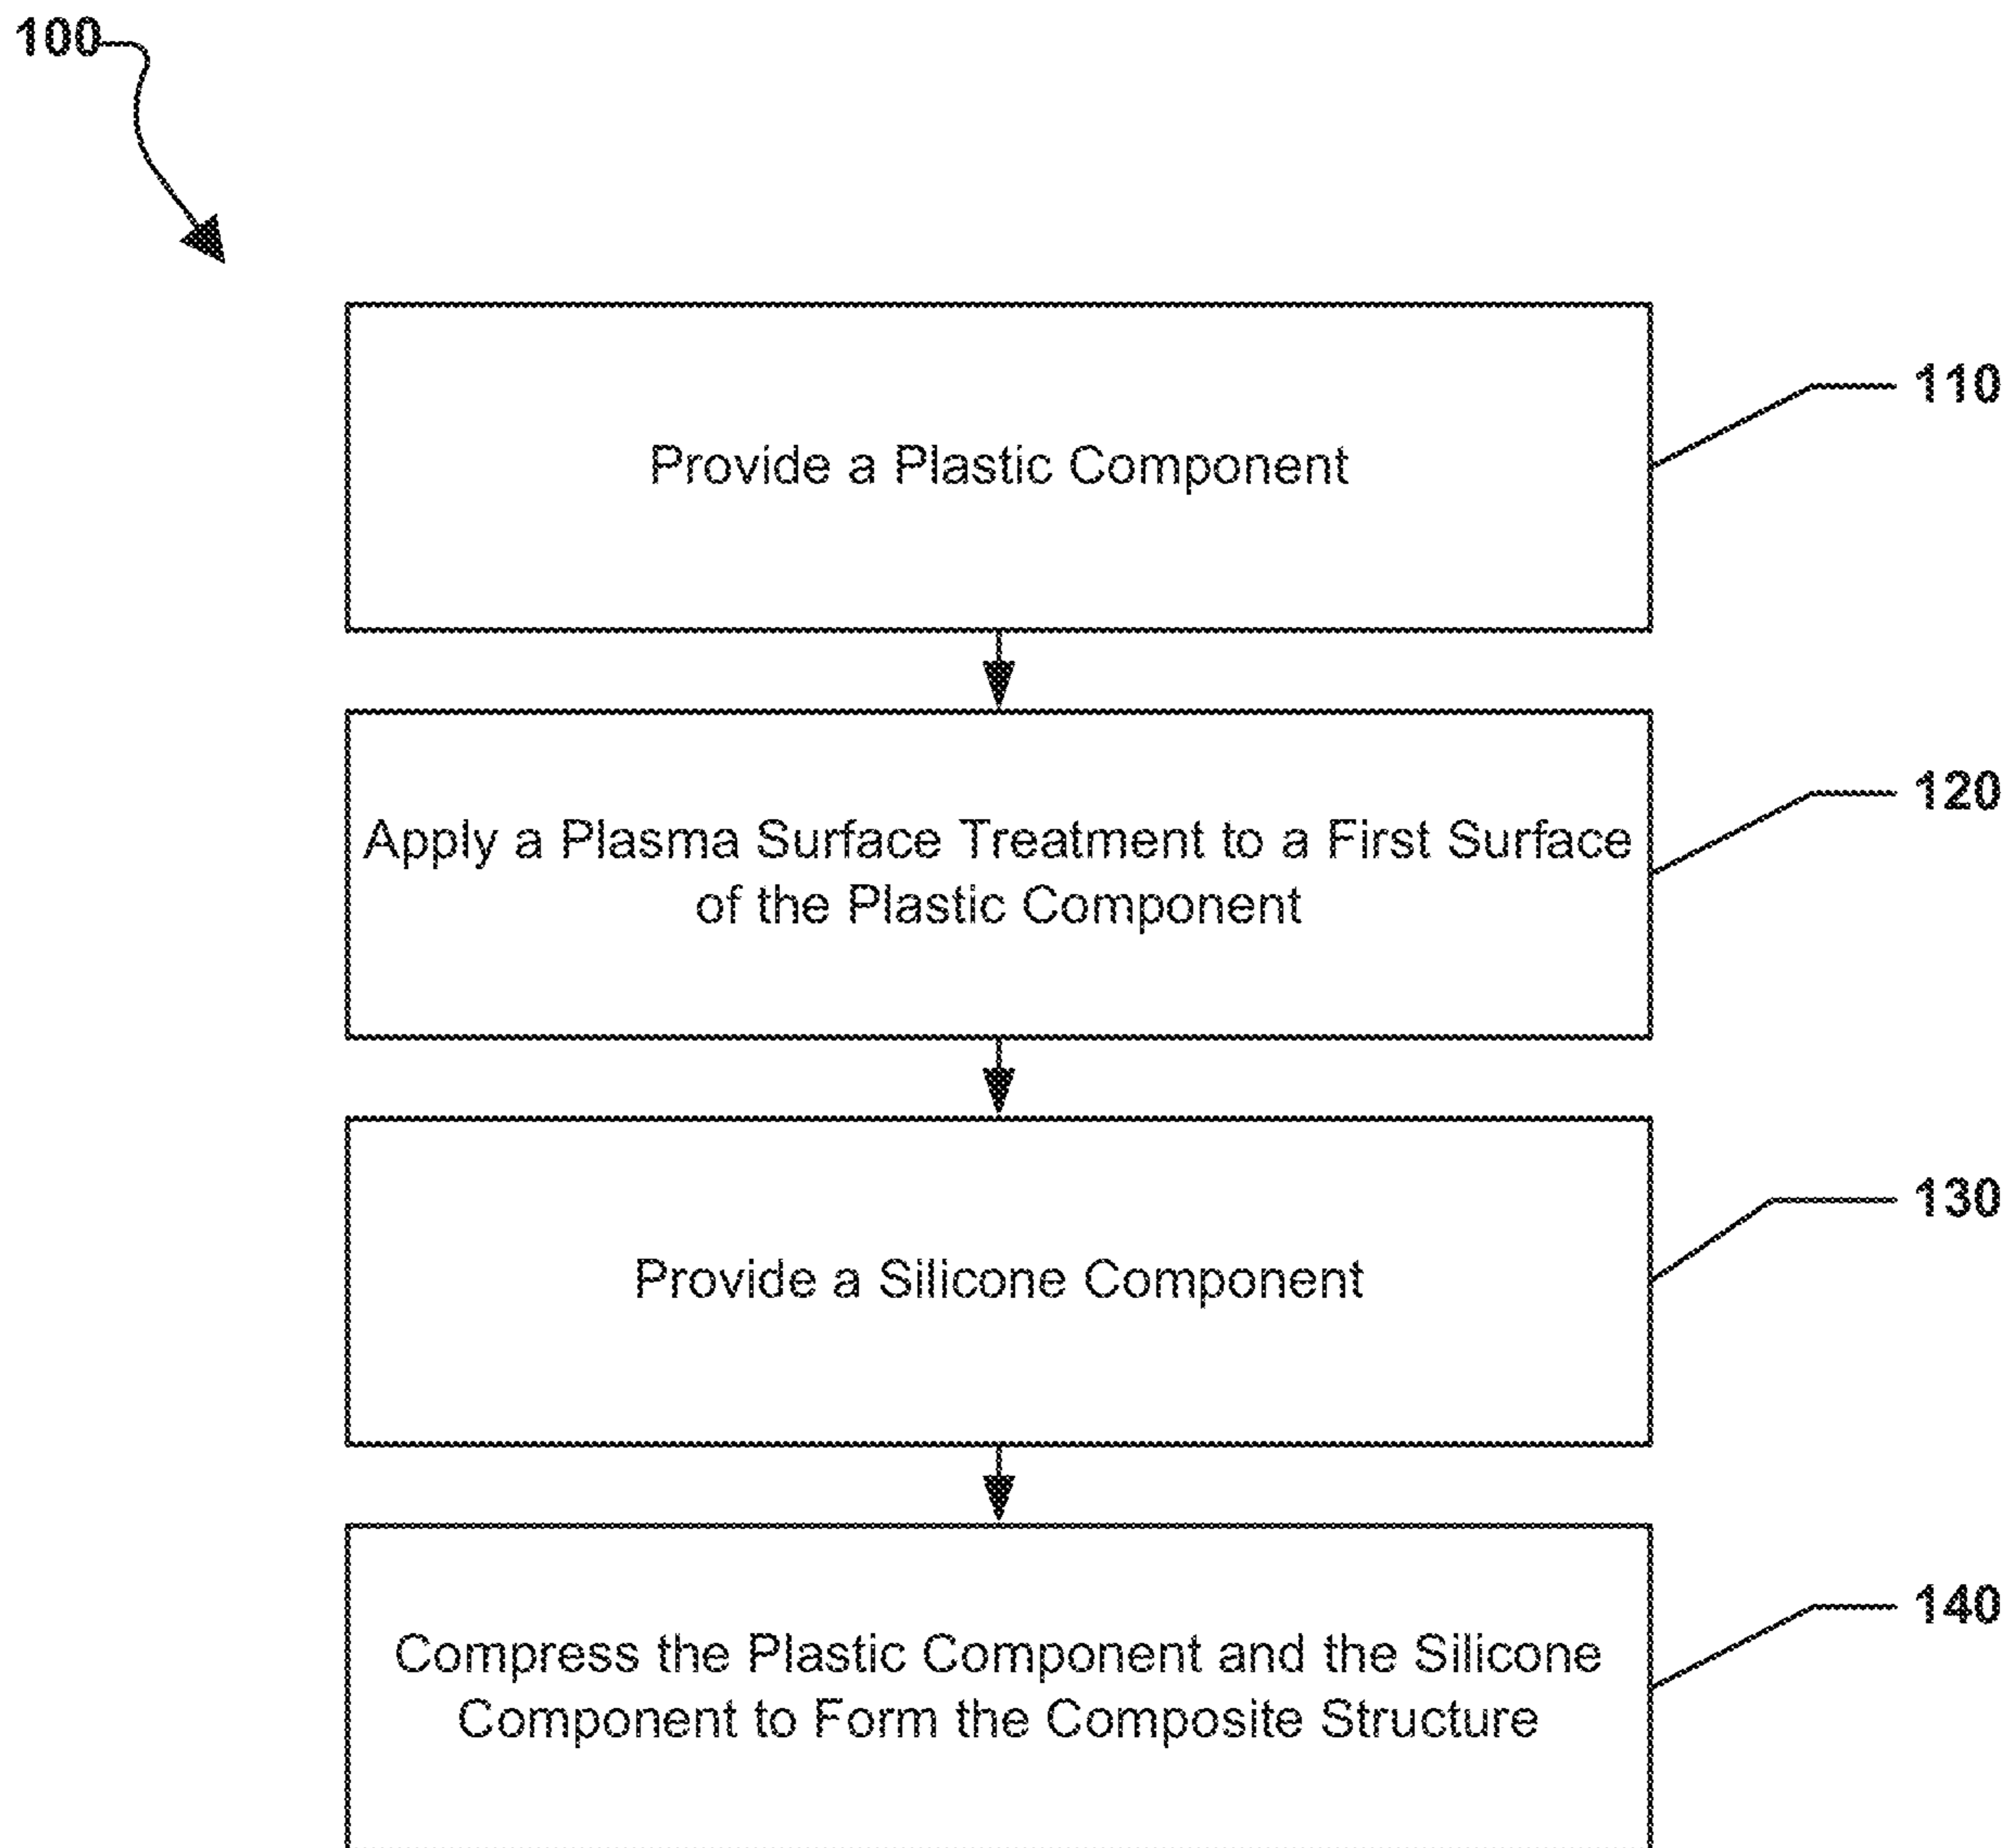 100
Provide a Plastic Component
110
Apply a Plasma Surface Treatment to a First Surface
of the Plastic Component
120
Provide a Silicone Component
130
Compress the Plastic Component and the Silicone
Component to Form the Composite Structure
140